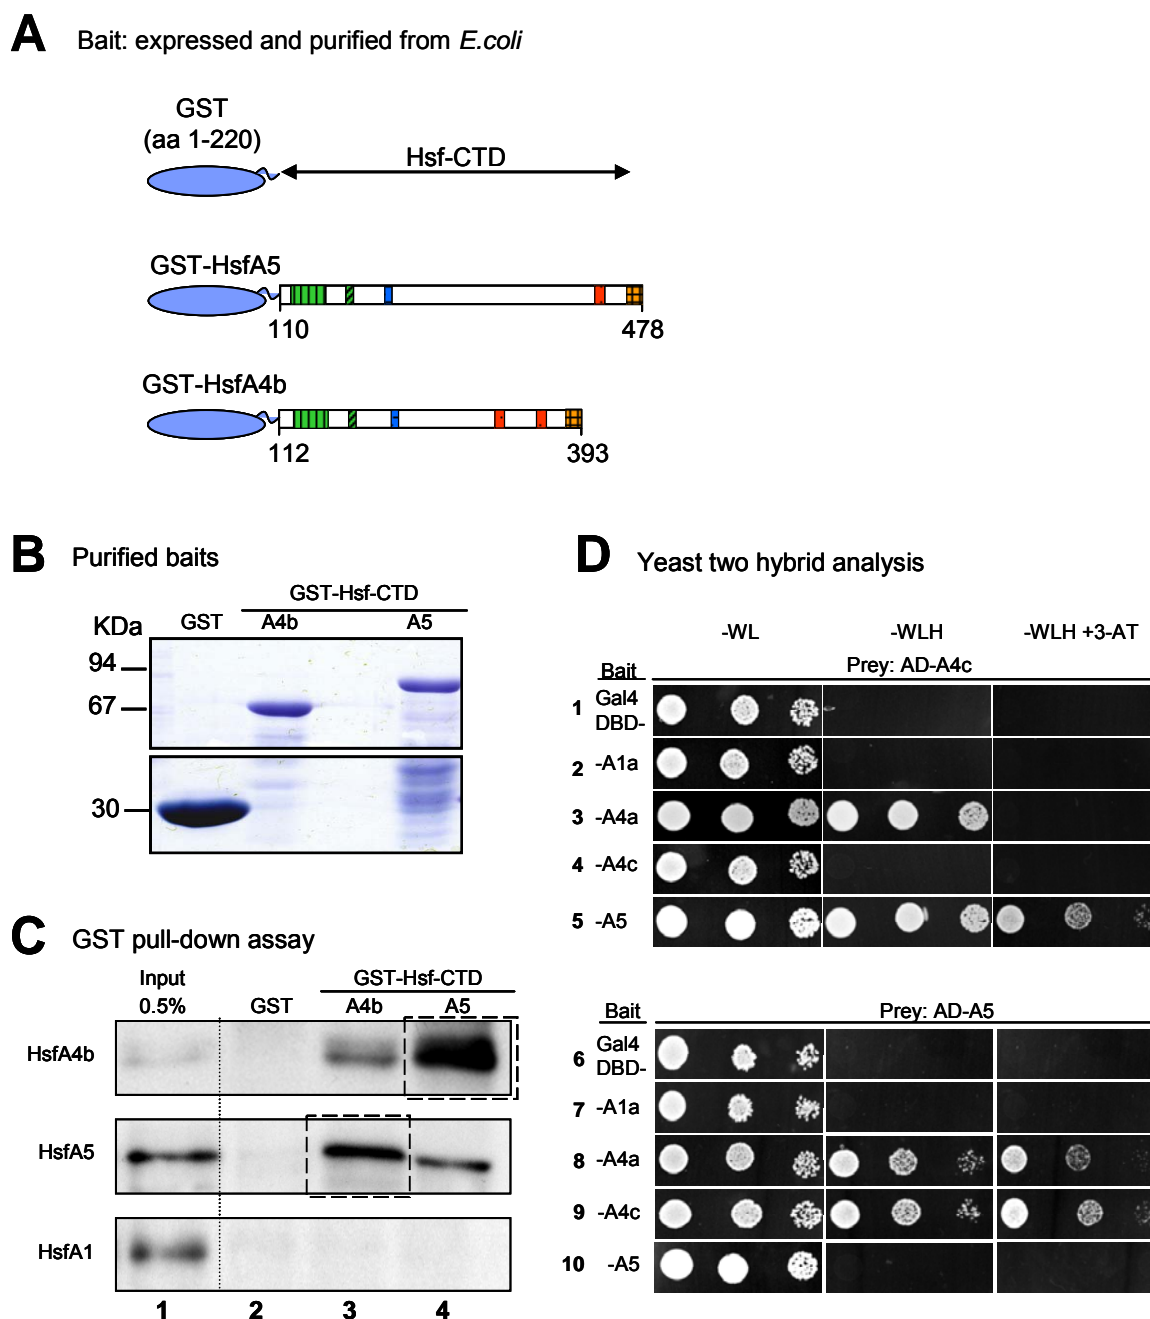 A Bait: expressed and purified from E.coli
GST
(aa 1-220)
Hsf-CTD
GST-HsfA5
110
478
GST-HsfA4b
112
393
B Purified baits
GST-Hsf-CTD
KDa GST A4b A5
94
67
30
C GST pull-down assay
Input GST-Hsf-CTD
0.5% GST A4b A5
HsfA4b
HsfA5
HsfA1
1 2 3 4
D Yeast two hybrid analysis
-WL -WLH -WLH +3-AT
Bait Prey: AD-A4c
1 Gal4
DBD-
2 -A1a
3 -A4a
4 -A4c
5 -A5
Bait Prey: AD-A5
6 Gal4
DBD-
7 -A1a
8 -A4a
9 -A4c
10 -A5